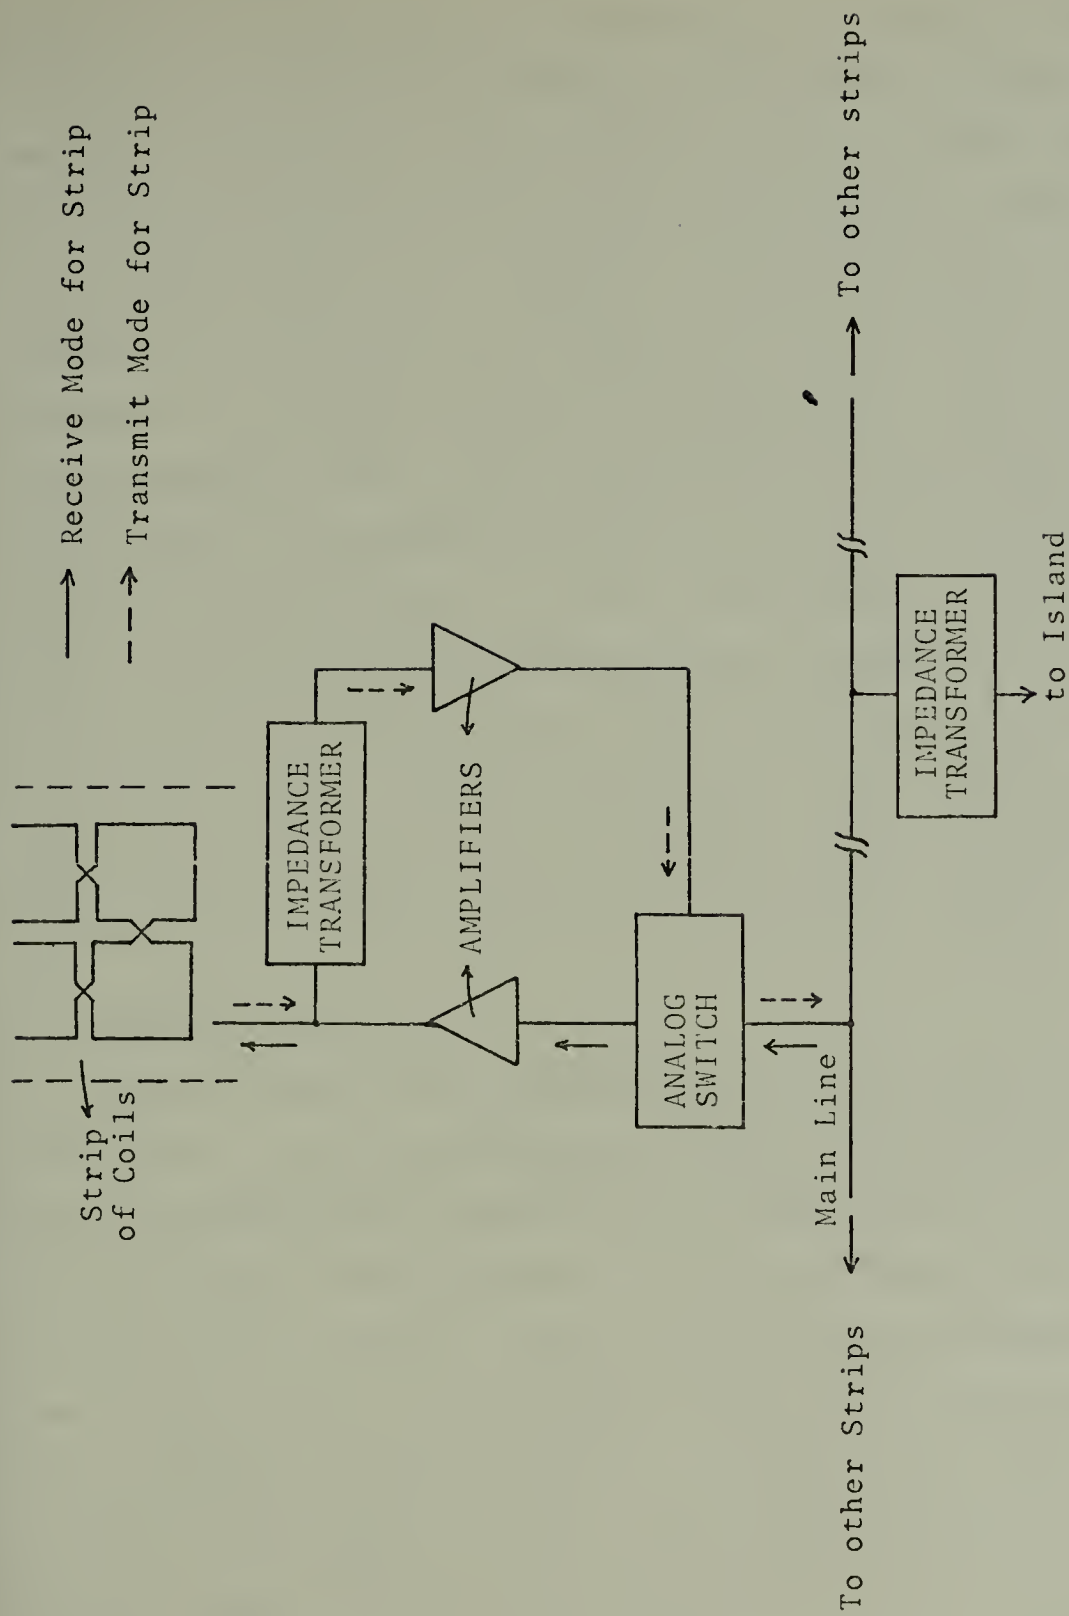 Receive Mode for Strip
Transmit Mode for Strip
Strip
of Coils
IMPEDANCE
TRANSFORMER
AMPLIFIERS
ANALOG
SWITCH
Main Line
To other Strips
To other strips
IMPEDANCE
TRANSFORMER
to Island